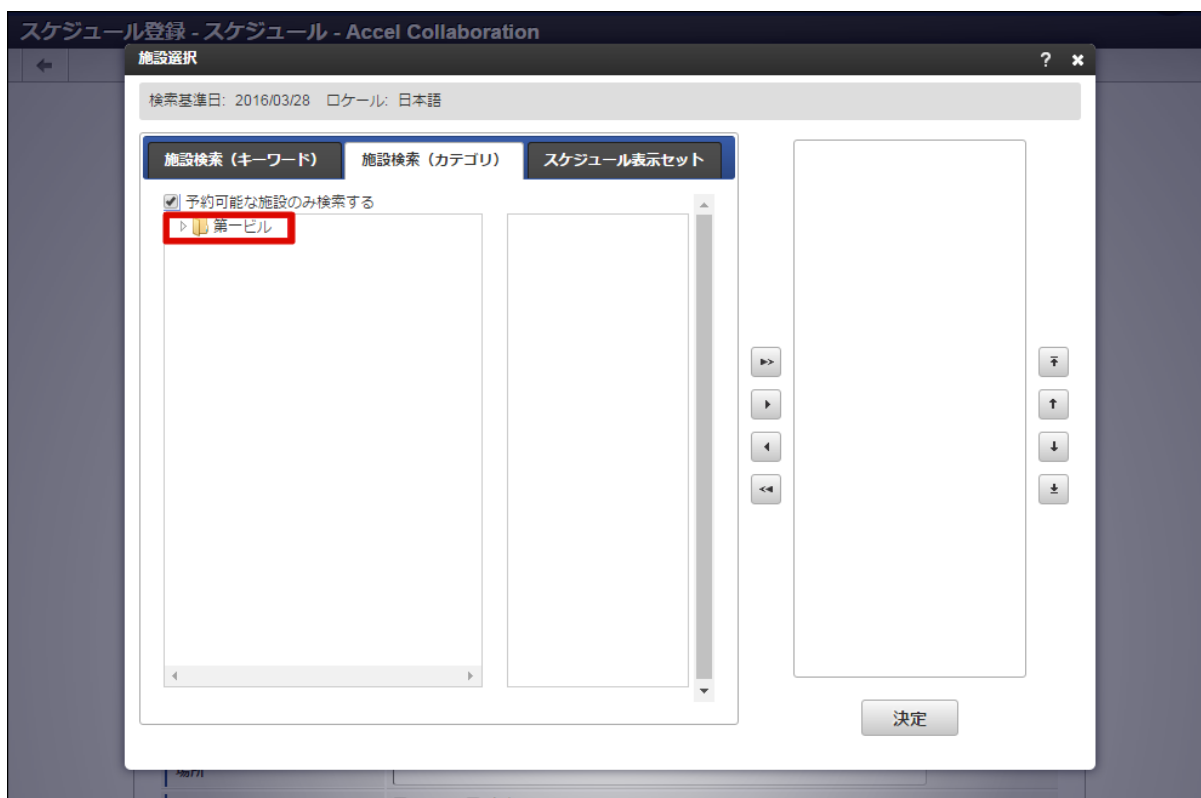 スケジュール登録 - スケジュール - Accel Collaboration
施設選択
検索基準日: 2016/03/28 ロケール: 日本語
施設検索（キーワード） 施設検索（カテゴリ） スケジュール表示セット
予約可能な施設のみ検索する
第一ビル
決定
場所